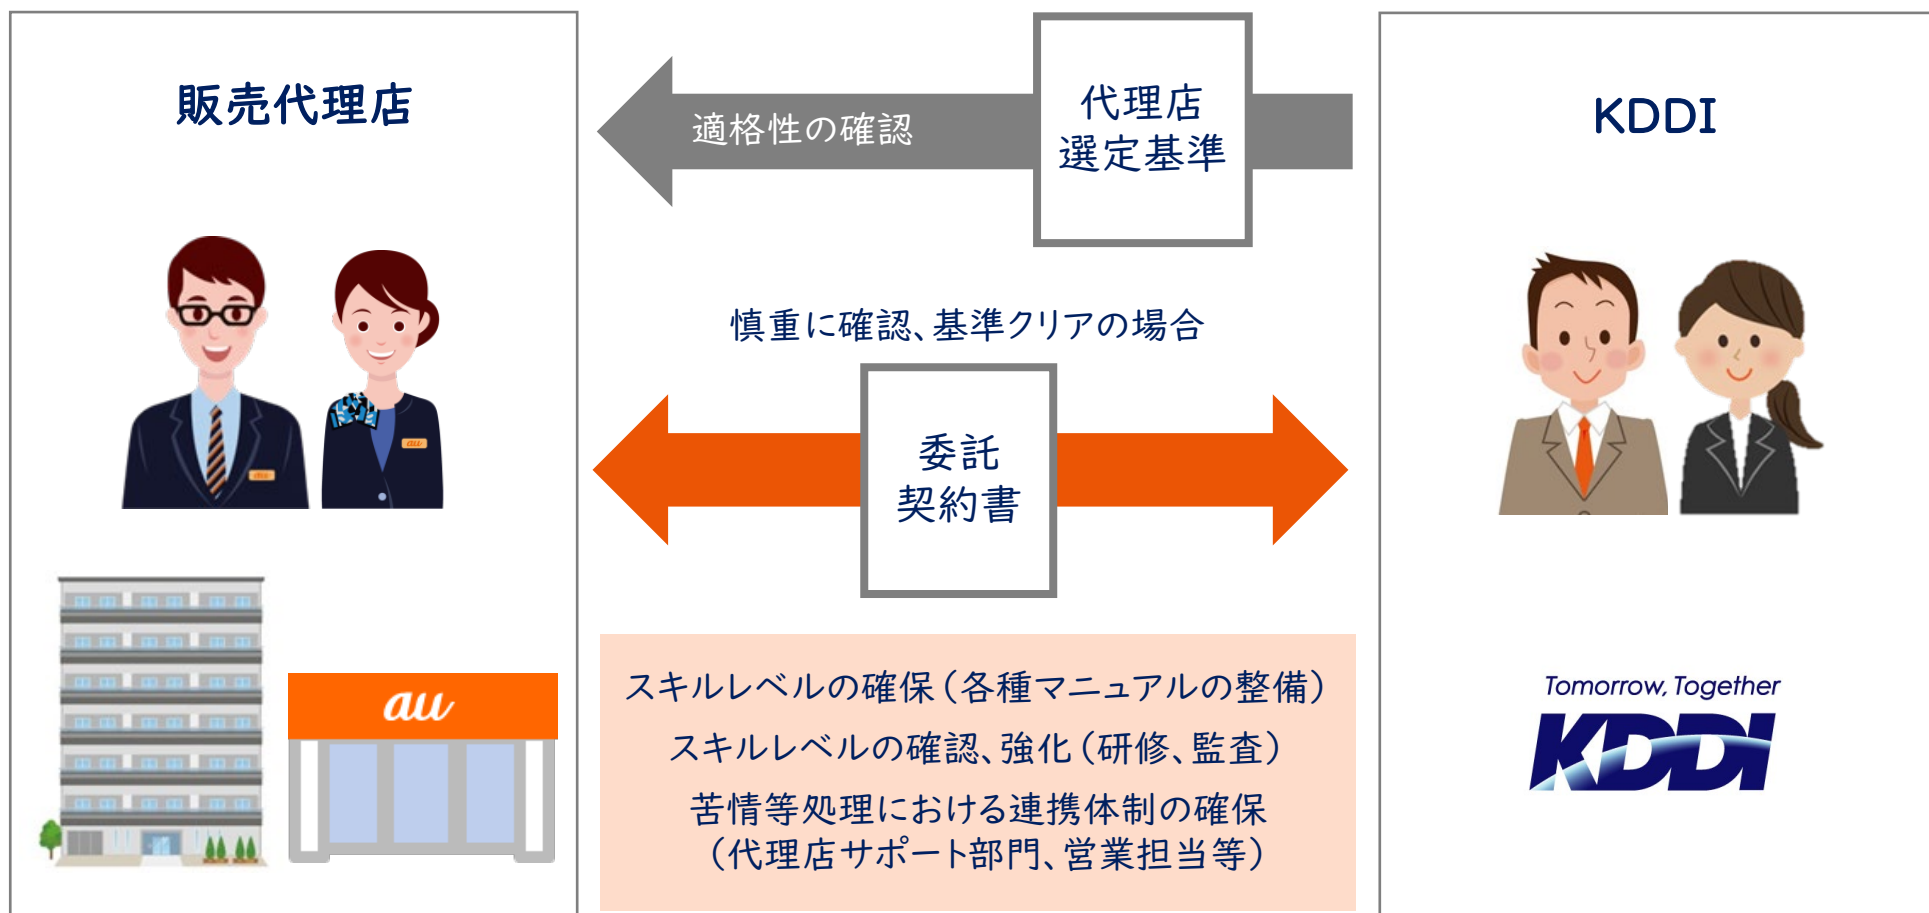 販売代理店
適格性の確認
代理店
選定基準
KDDI
慎重に確認、基準クリアの場合
委託
契約書
au
au
au
スキルレベルの確保（各種マニュアルの整備）
スキルレベルの確認、強化（研修、監査）
苦情等処理における連携体制の確保
（代理店サポート部門、営業担当等）
Tomorrow, Together
KDDI